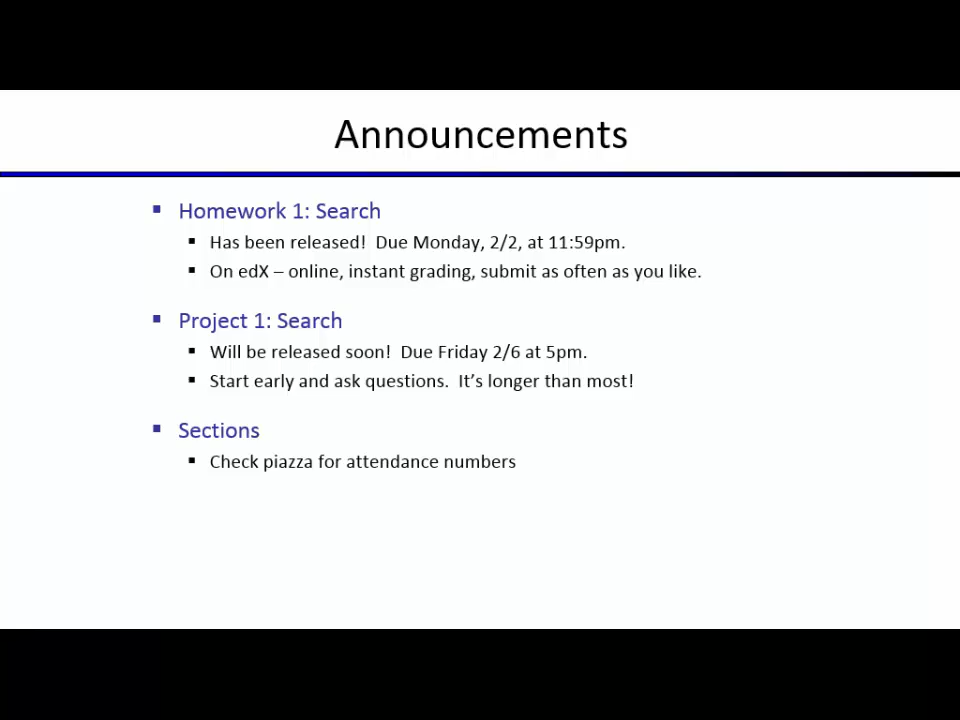 Announcements
▪ Homework 1: Search
▪ Has been released!  Due Monday, 2/2, at 11:59pm.
▪ On edX – online, instant grading, submit as often as you like.
▪ Project 1: Search
▪ Will be released soon!  Due Friday 2/6 at 5pm.
▪ Start early and ask questions.  It’s longer than most!
▪ Sections
▪ Check piazza for attendance numbers